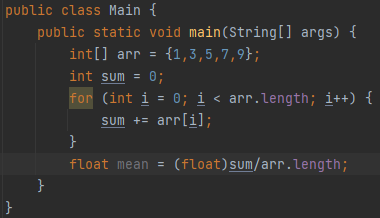 public class Main {
    public static void main(String[] args) {
        int[] arr = {1,3,5,7,9};
        int sum = 0;
        for (int i = 0; i < arr.length; i++) {
            sum += arr[i];
        }
        float mean = (float)sum/arr.length;
    }
}